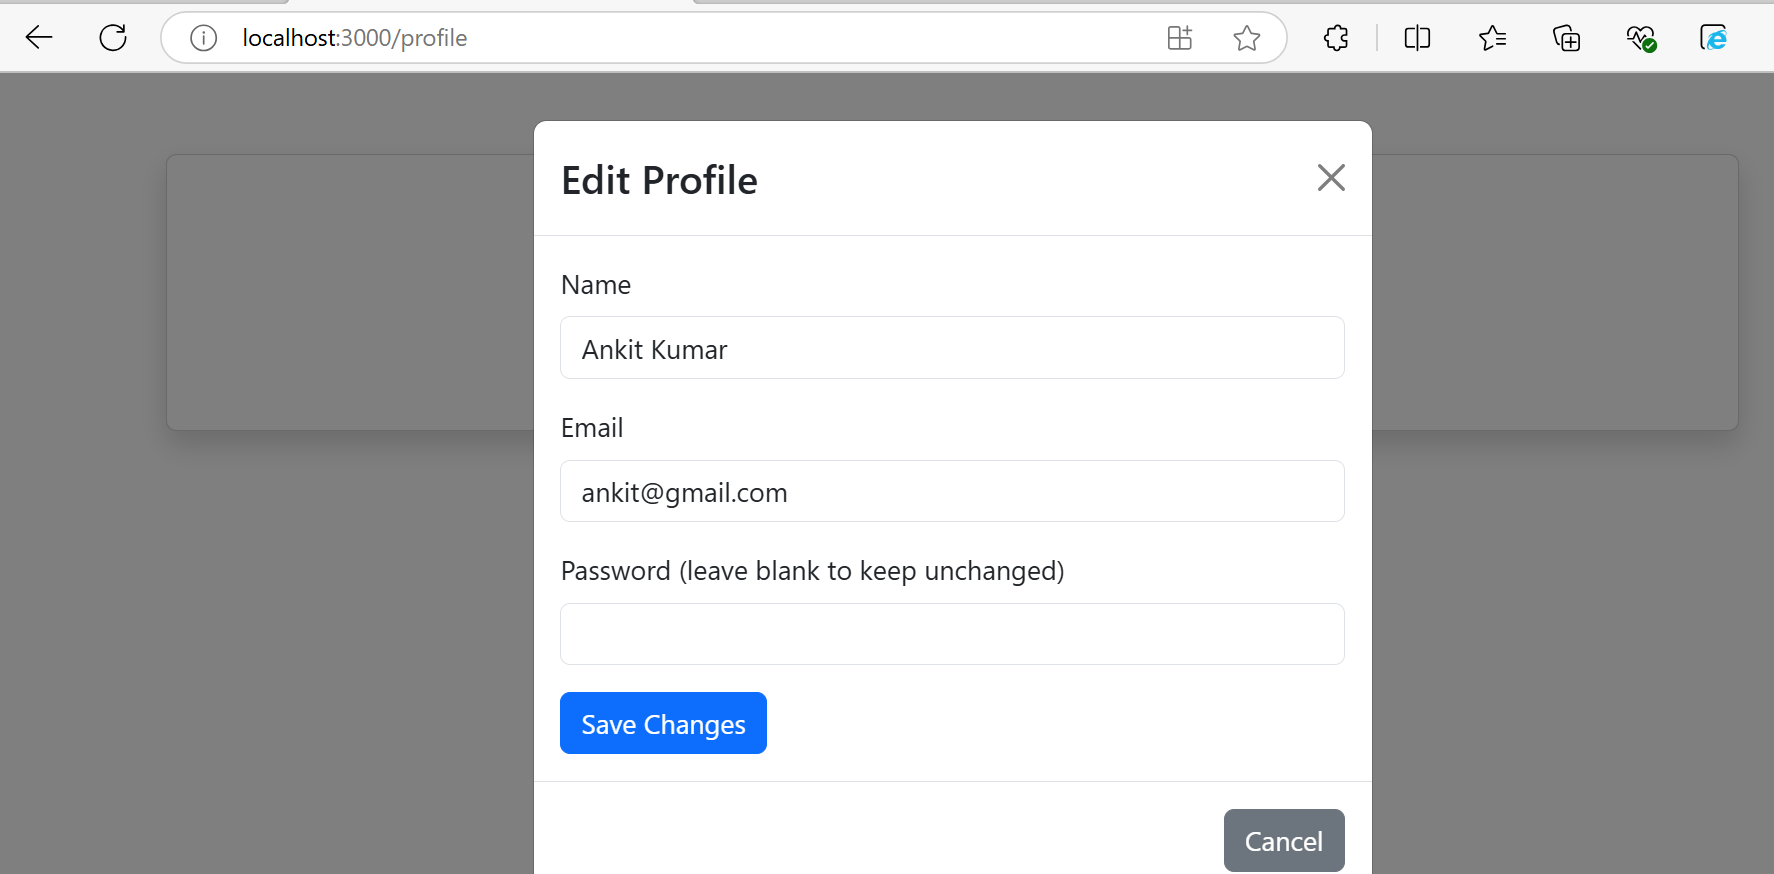 localhost:3000/profile
Edit Profile
Name
Ankit Kumar
Email
ankit@gmail.com
Password (leave blank to keep unchanged)
Save Changes
Cancel